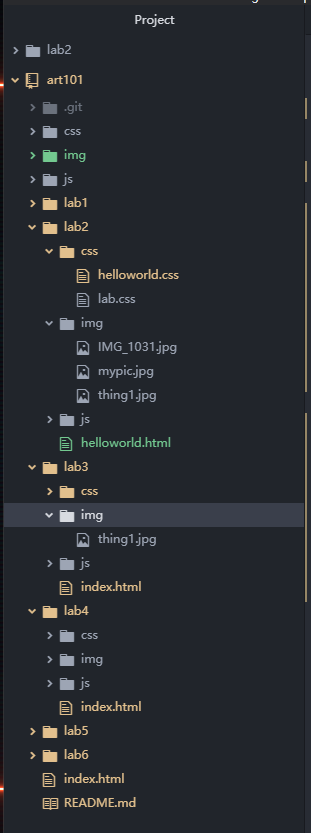 Project
lab2
art101
.git
css
img
js
lab1
lab2
css
helloworld.css
lab.css
img
IMG_1031.jpg
mypic.jpg
thing1.jpg
js
helloworld.html
lab3
css
img
thing1.jpg
js
index.html
lab4
css
img
js
index.html
lab5
lab6
index.html
README.md